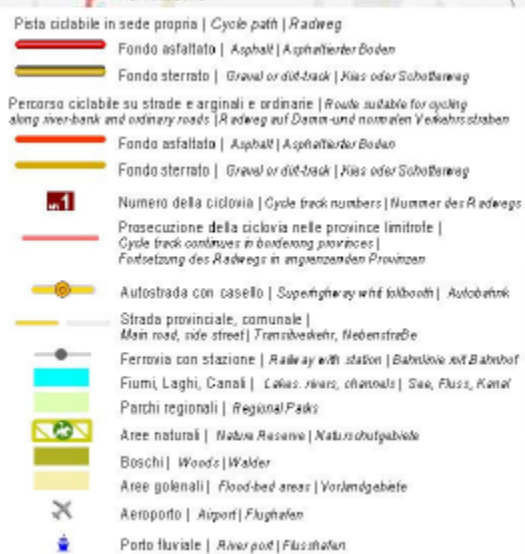 Pista ciclabile in sede propria | Cycle path | Radweg
Fondo asfaltato | Asphalt | Asphaltierter Boden
Fondo sterrato | Gravel or dirt-track | Kies oder Schotterweg
Percorso ciclabile su strade e arginali e ordinarie | Route suitable for cycling
along river-bank and ordinary roads | Radweg auf Damm-und normalen Verkehrsstraben
Fondo asfaltato | Asphalt | Asphaltierter Boden
Fondo sterrato | Gravel or dirt-track | Kies oder Schotterweg
1 Numero della ciclovia | Cycle track numbers | Nummer des Radwegs
Prosecuzione della ciclovia nelle province limitrofe |
Cycle track continues in borderong provinces |
Fortsetzung des Radwegs in angrenzenden Provinzen
Autostrada con casello | Superhighway whit tollbooth | Autobahnk
Strada provinciale, comunale |
Main road, side street | Transitverkehr, Nebenstraße
Ferrovia con stazione | Railway with station | Bahnlinie mit Bahnhof
Fiumi, Laghi, Canali | Lakes, rivers, channels | See, Fluss, Kanal
Parchi regionali | Regional Parks
Aree naturali | Nature Reserve | Naturschutgebiete
Boschi | Woods | Walder
Aree golenali | Flood-bed areas | Vorlandgebiete
Aeroporto | Airport | Flughafen
Porto fluviale | River port | Flusshafen